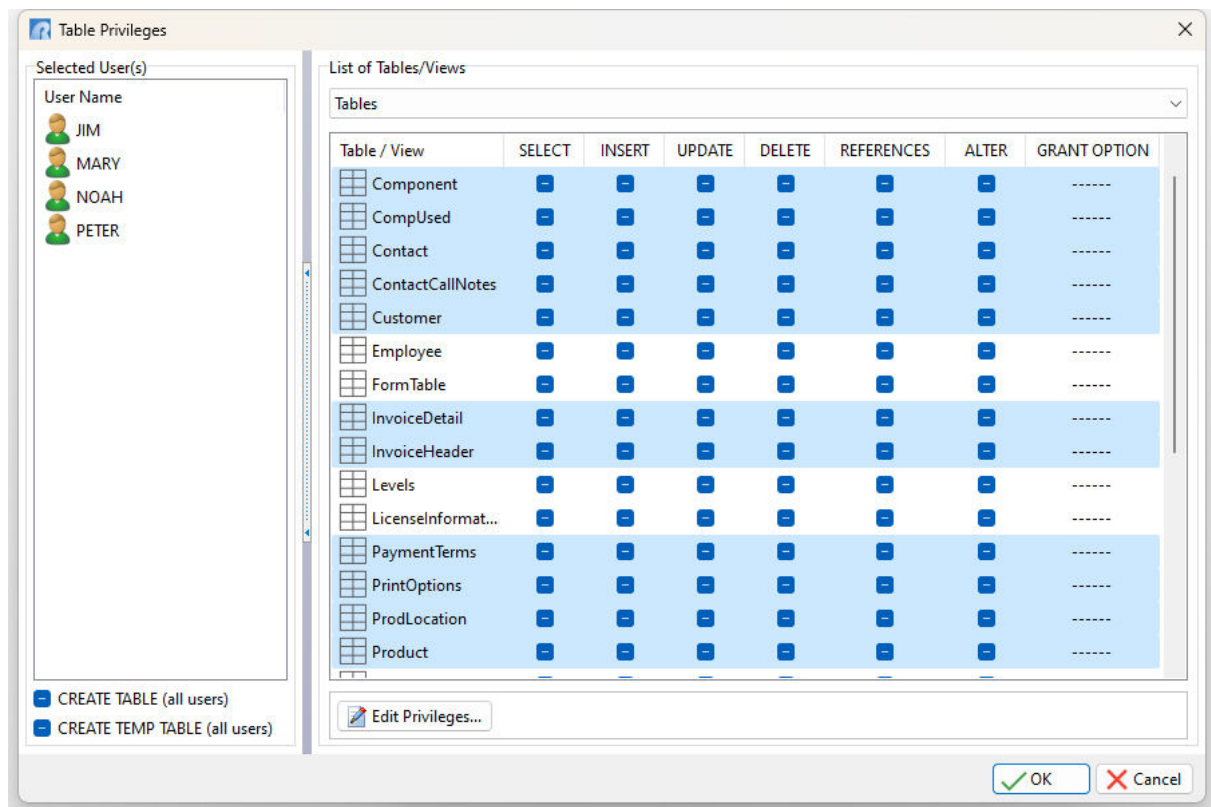 Table Privileges
Selected User(s)
User Name
JIM
MARY
NOAH
PETER
CREATE TABLE (all users)
CREATE TEMP TABLE (all users)
List of Tables/Views
Tables
Table / View SELECT INSERT UPDATE DELETE REFERENCES ALTER GRANT OPTION
Component ------
CompUsed ------
Contact ------
ContactCallNotes ------
Customer ------
Employee ------
FormTable ------
InvoiceDetail ------
InvoiceHeader ------
Levels ------
LicenseInformat... ------
PaymentTerms ------
PrintOptions ------
ProdLocation ------
Product ------
Edit Privileges...
OK Cancel